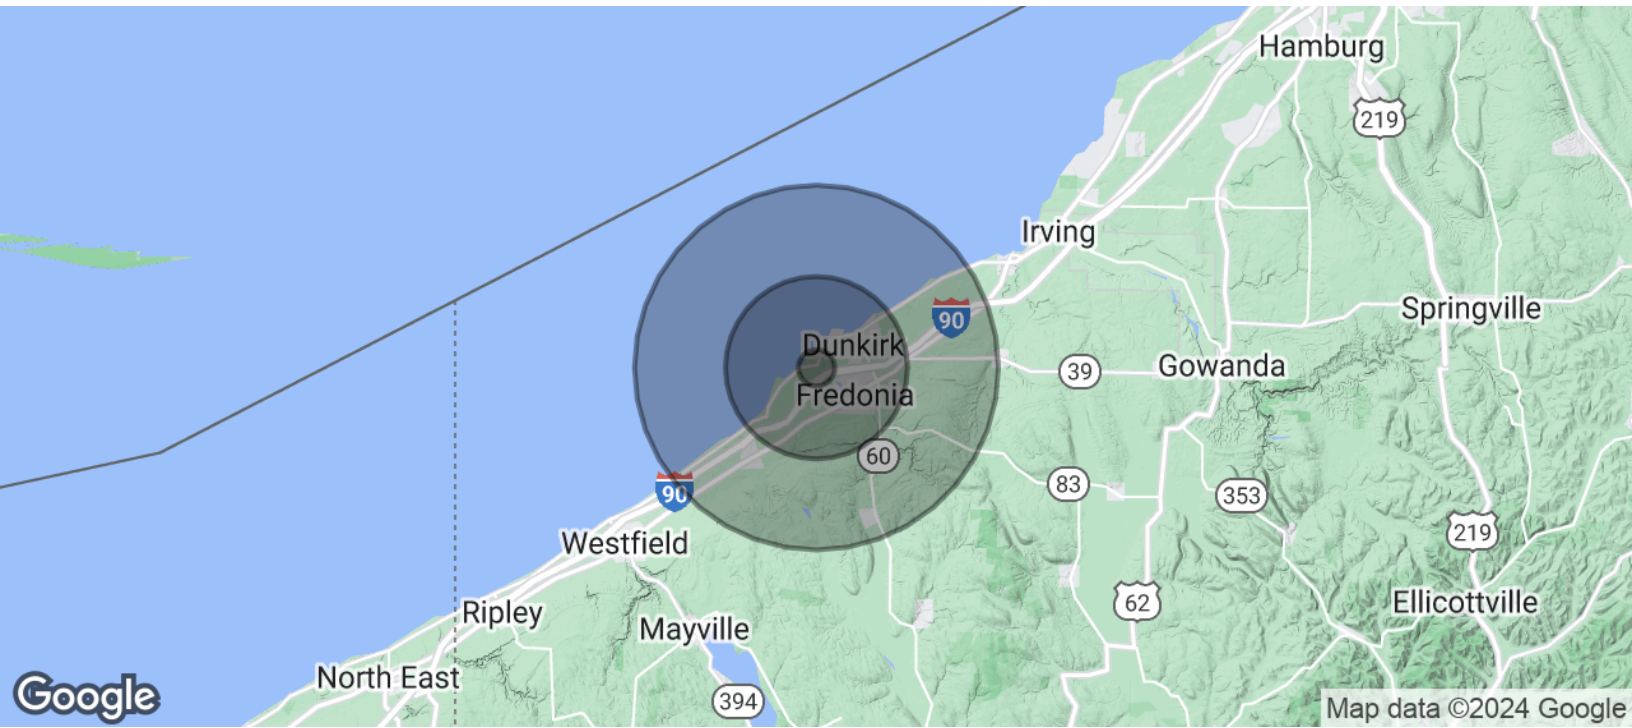 Hamburg
219
Irving
90
Springville
Dunkirk
Gowanda
39
Fredonia
60
83
90
353
219
Westfield
62
Ellicottville
Ripley
Mayville
North East
394
Google
Map data ©2024 Google